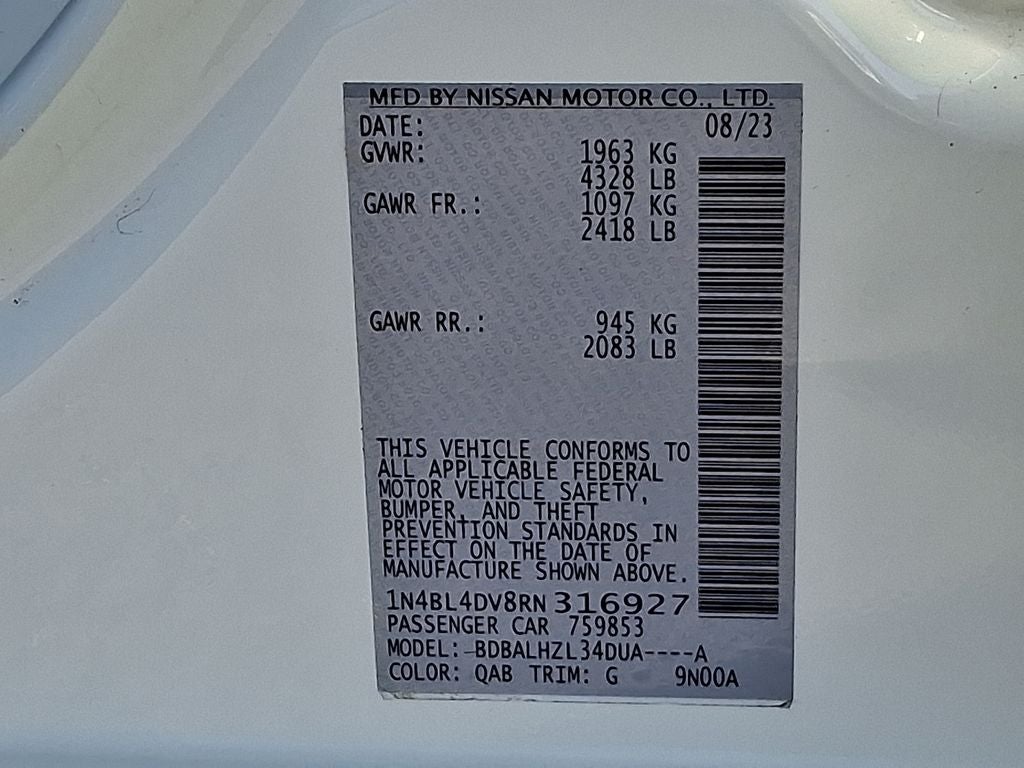 MFD BY NISSAN MOTOR CO., LTD.
DATE: 08/23
GVWR: 1963 KG
4328 LB
GAWR FR.: 1097 KG
2418 LB
GAWR RR.: 945 KG
2083 LB
THIS VEHICLE CONFORMS TO
ALL APPLICABLE FEDERAL
MOTOR VEHICLE SAFETY,
BUMPER, AND THEFT
PREVENTION STANDARDS IN
EFFECT ON THE DATE OF
MANUFACTURE SHOWN ABOVE.
1N4BL4DV8RN 316927
PASSENGER CAR 759853
MODEL: BDBALHZL34DUA----A
COLOR: QAB TRIM: G 9N00A